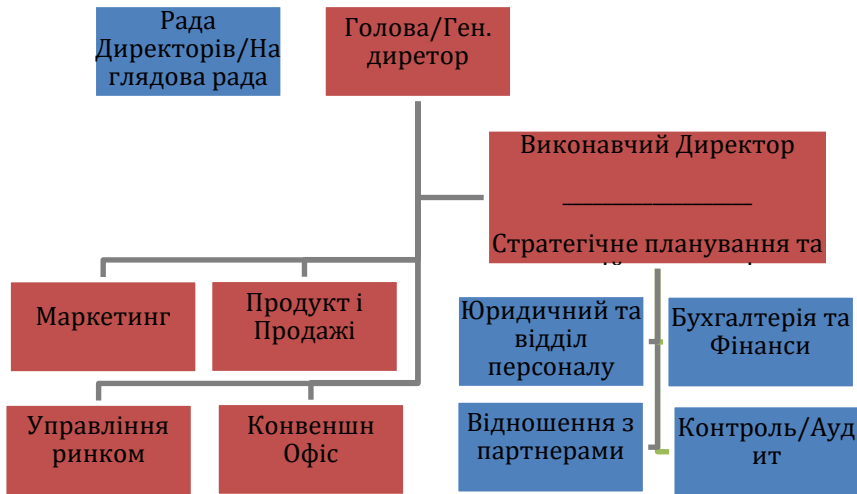 Рада
Директорів/На
глядова рада
Голова/Ген.
диретор
Виконавчий Директор
___________________
Стратегічне планування та
Маркетинг
Продукт і
Продажі
Юридичний та
відділ
персоналу
Бухгалтерія та
Фінанси
Управління
ринком
Конвеншн
Офіс
Відношення з
партнерами
Контроль/Ауд
ит